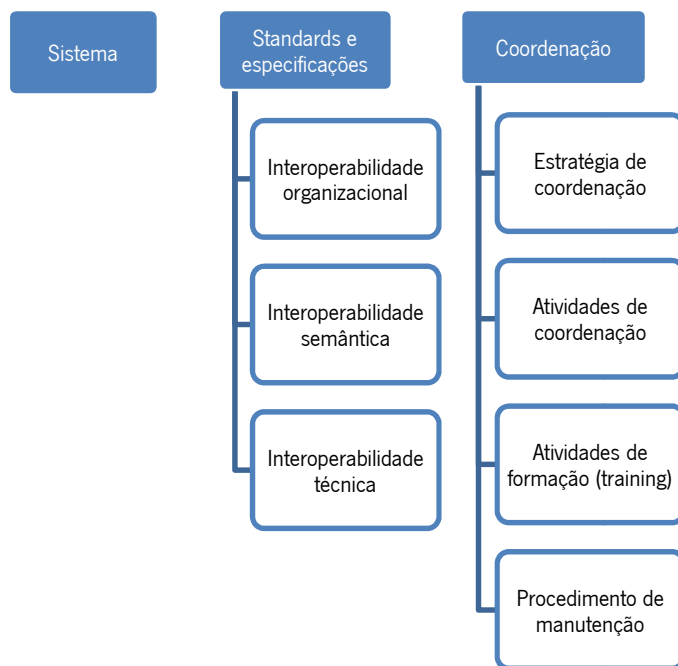 Sistema
Standards e
especificações
Interoperabilidade
organizacional
Interoperabilidade
semântica
Interoperabilidade
técnica
Coordenação
Estratégia de
coordenação
Atividades de
coordenação
Atividades de
formação (training)
Procedimento de
manutenção